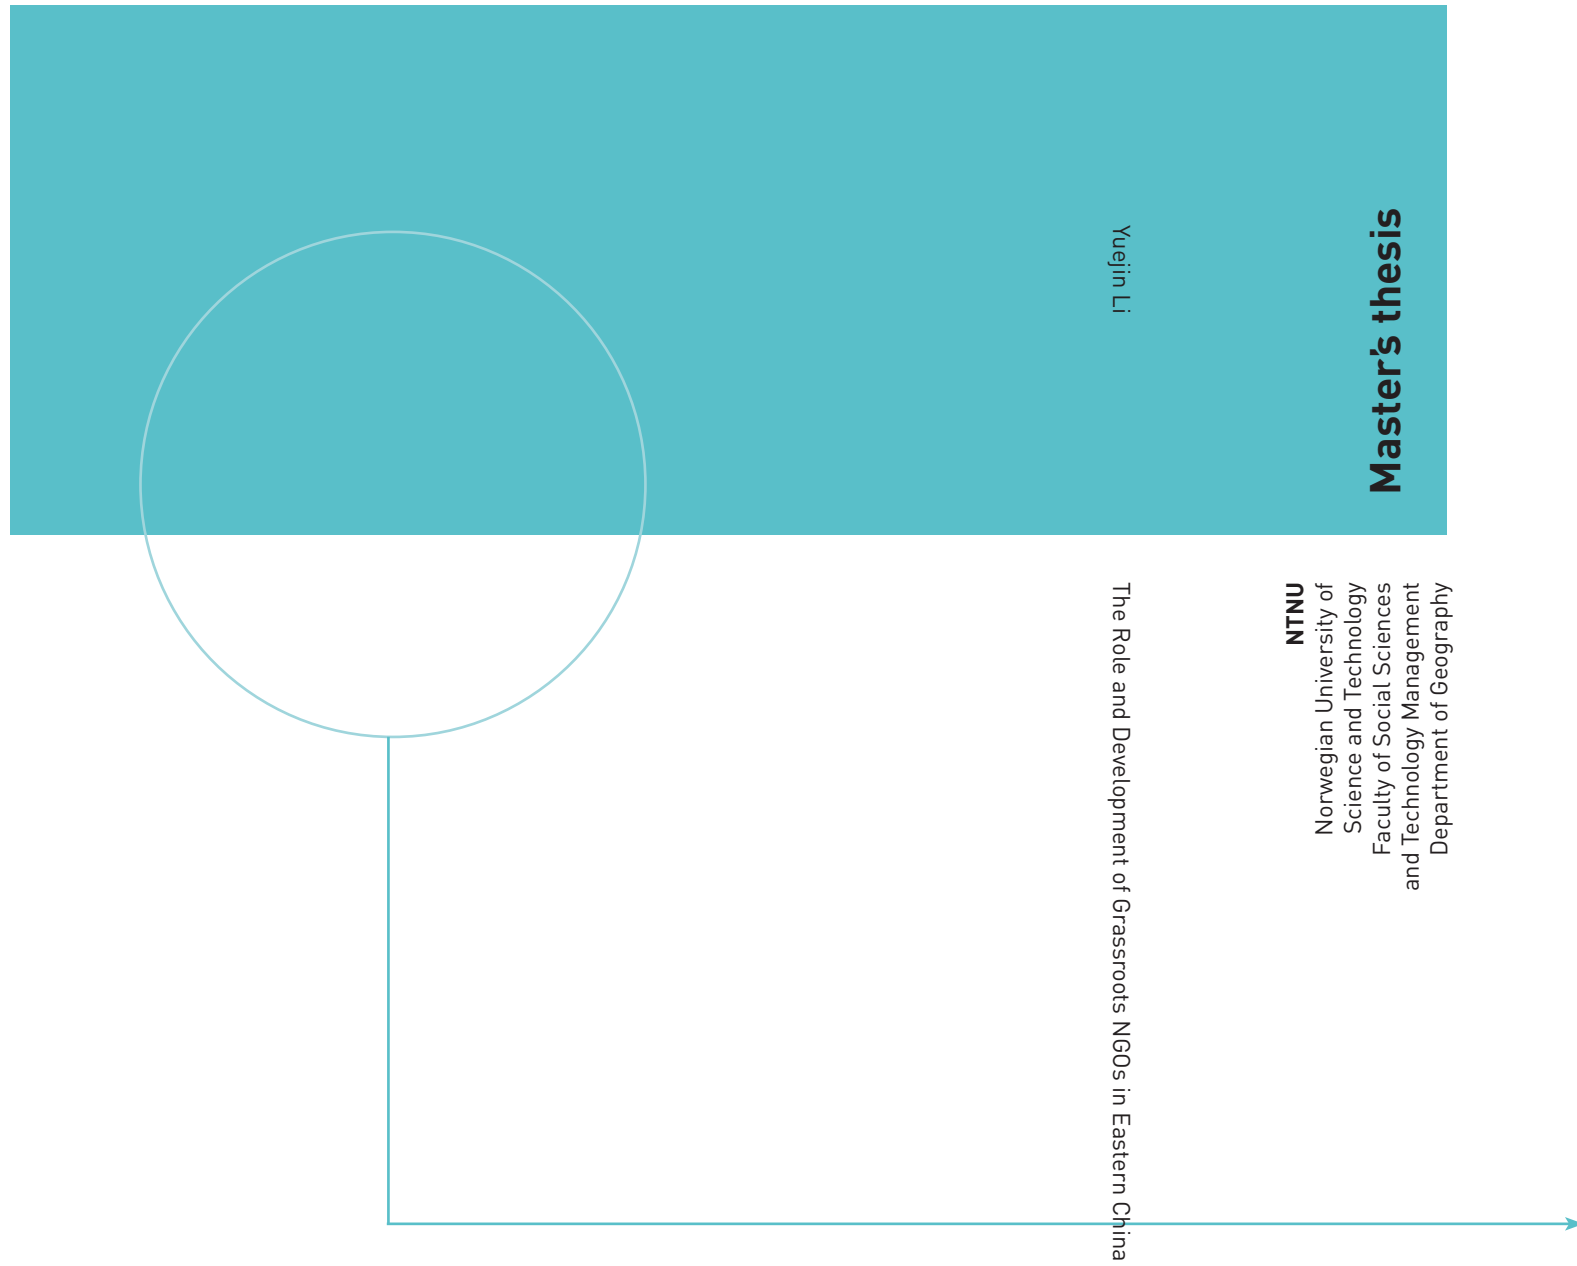 Master's thesis
Yuejin Li
The Role and Development of Grassroots NGOs in Eastern China
NTNU
Norwegian University of
Science and Technology
Faculty of Social Sciences
and Technology Management
Department of Geography